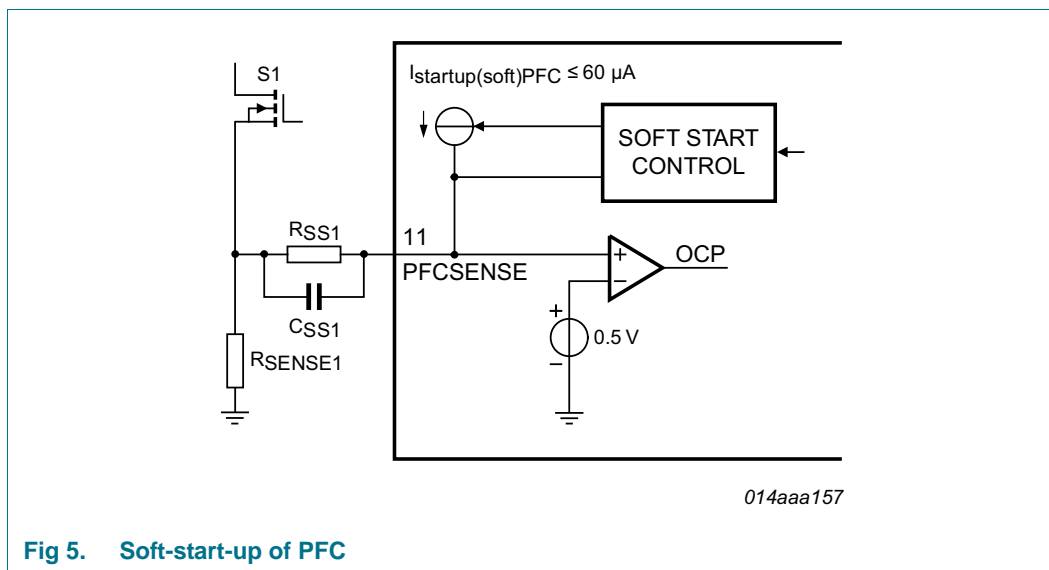 S1
Istartup(soft)PFC ≤ 60 µA
SOFT START
CONTROL
RSS1
11
PFCSENSE
CSS1
RSENSE1
+
−
OCP
+
0.5 V
−
014aaa157
Fig 5. Soft-start-up of PFC